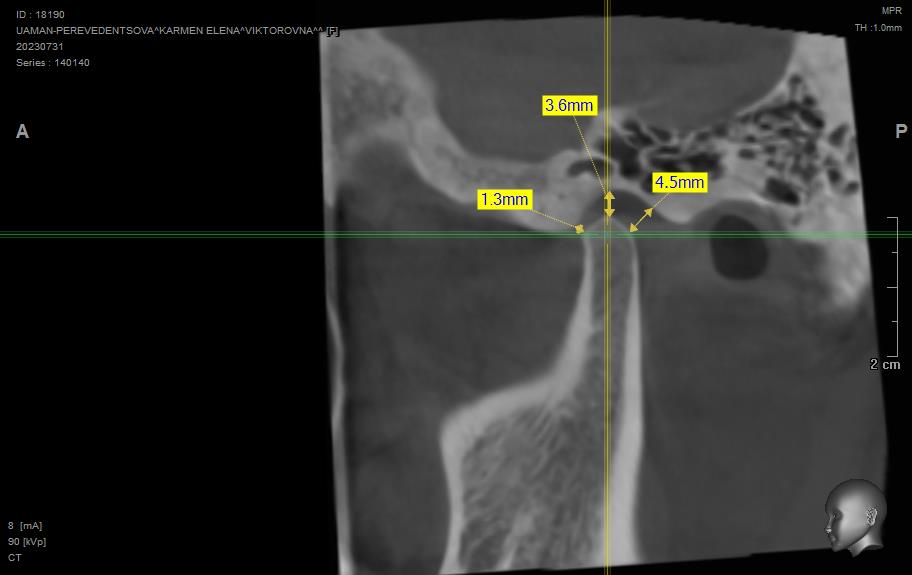 ID : 18190
UAMAN-PEREVEDENTSOVA^KARMEN ELENA^VIKTOROVNA^^ [F]
20230731
Series : 140140
MPR
TH :1.0mm
A
P
3.6mm
4.5mm
1.3mm
2 cm
8 [mA]
90 [kVp]
CT